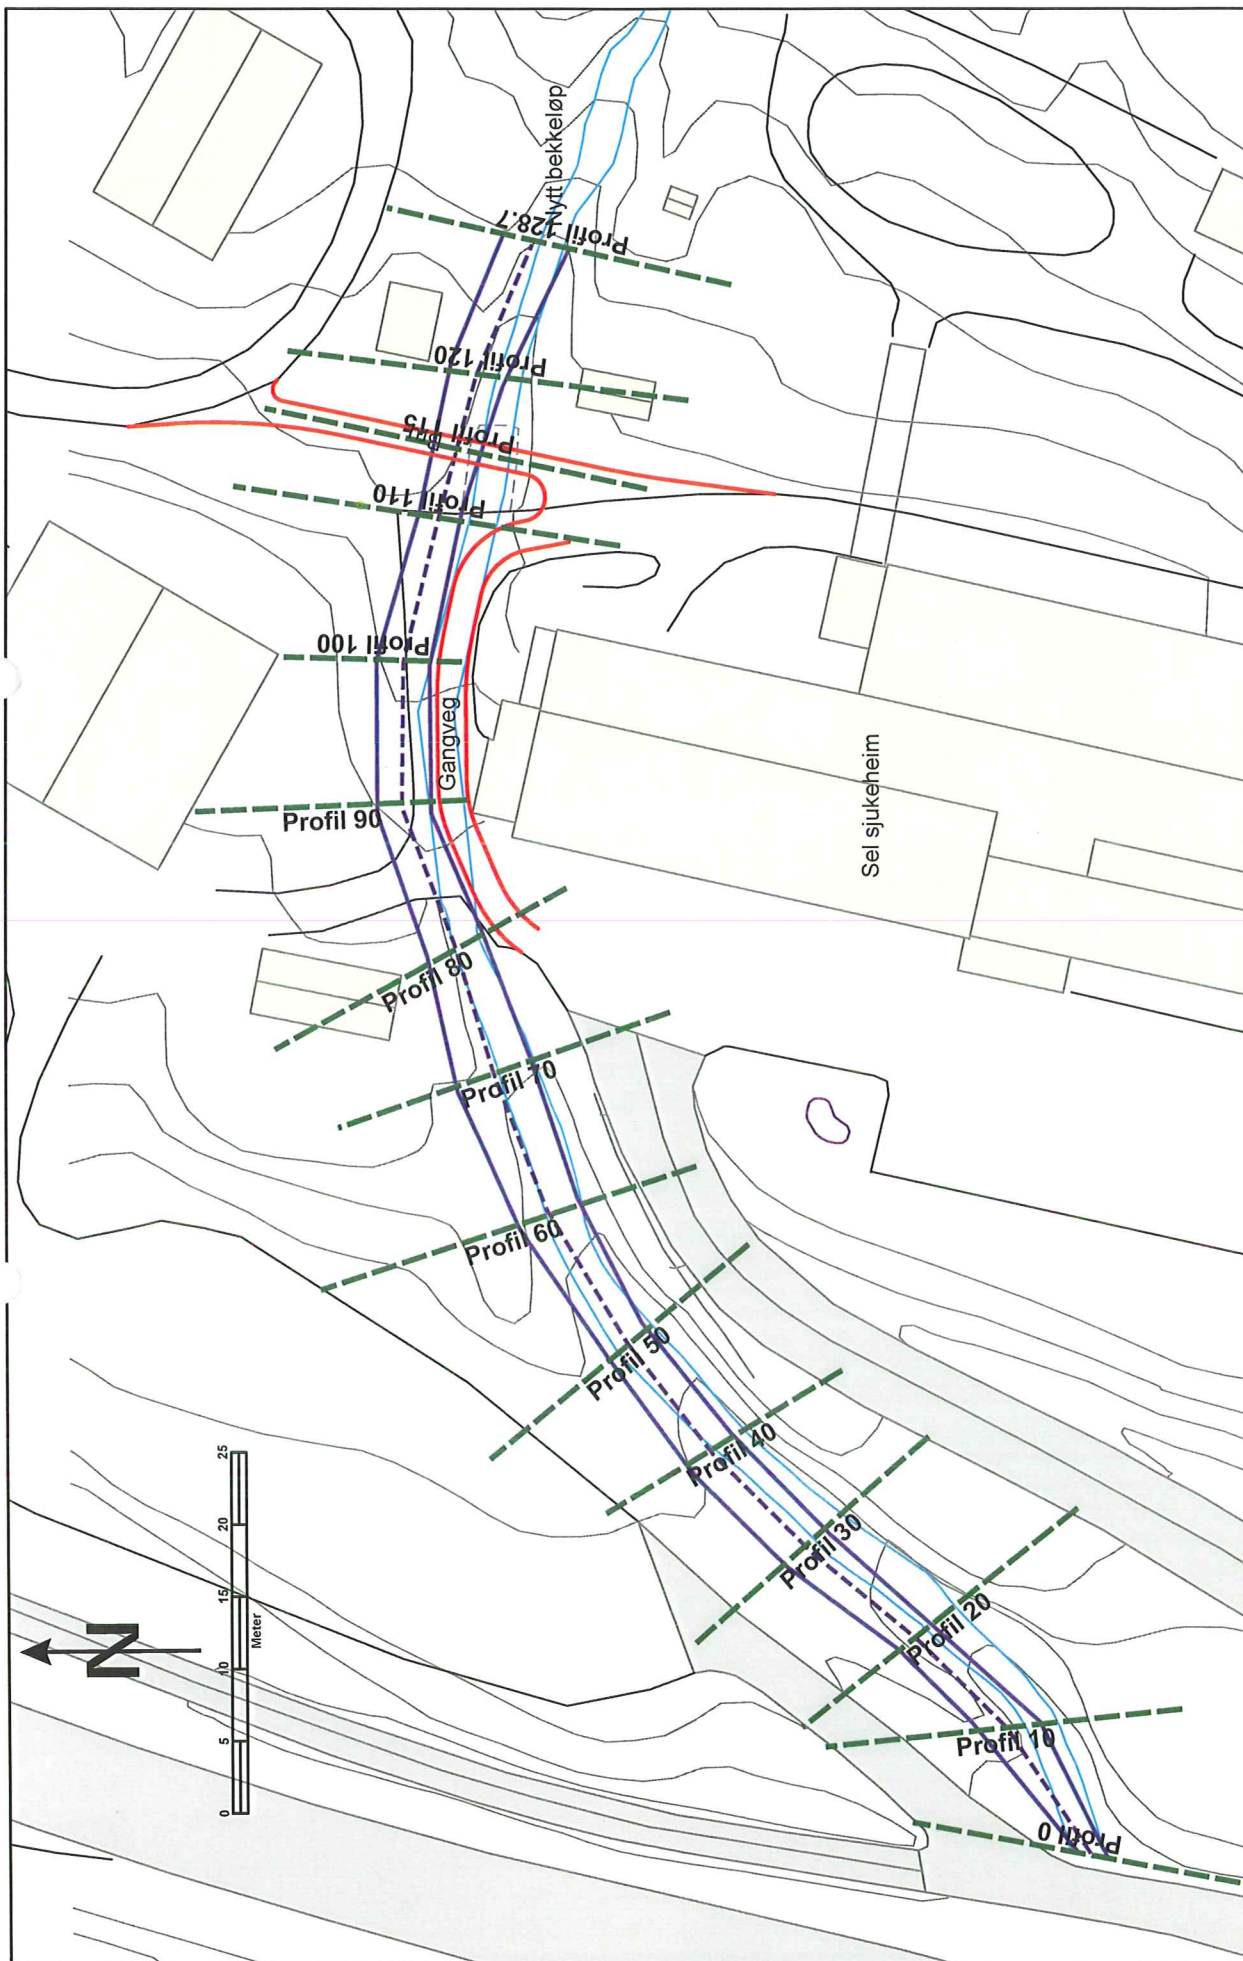 Nytt bekkeløp
Profil 128.7
Profil 120
Profil 115
Bru
Profil 110
Profil 100
Gangveg
Profil 90
Sel sjukeheim
Profil 80
Profil 70
Profil 60
Profil 50
Profil 40
Profil 30
Profil 20
Profil 10
Profil 0
N
0 5 10 15 20 25
Meter